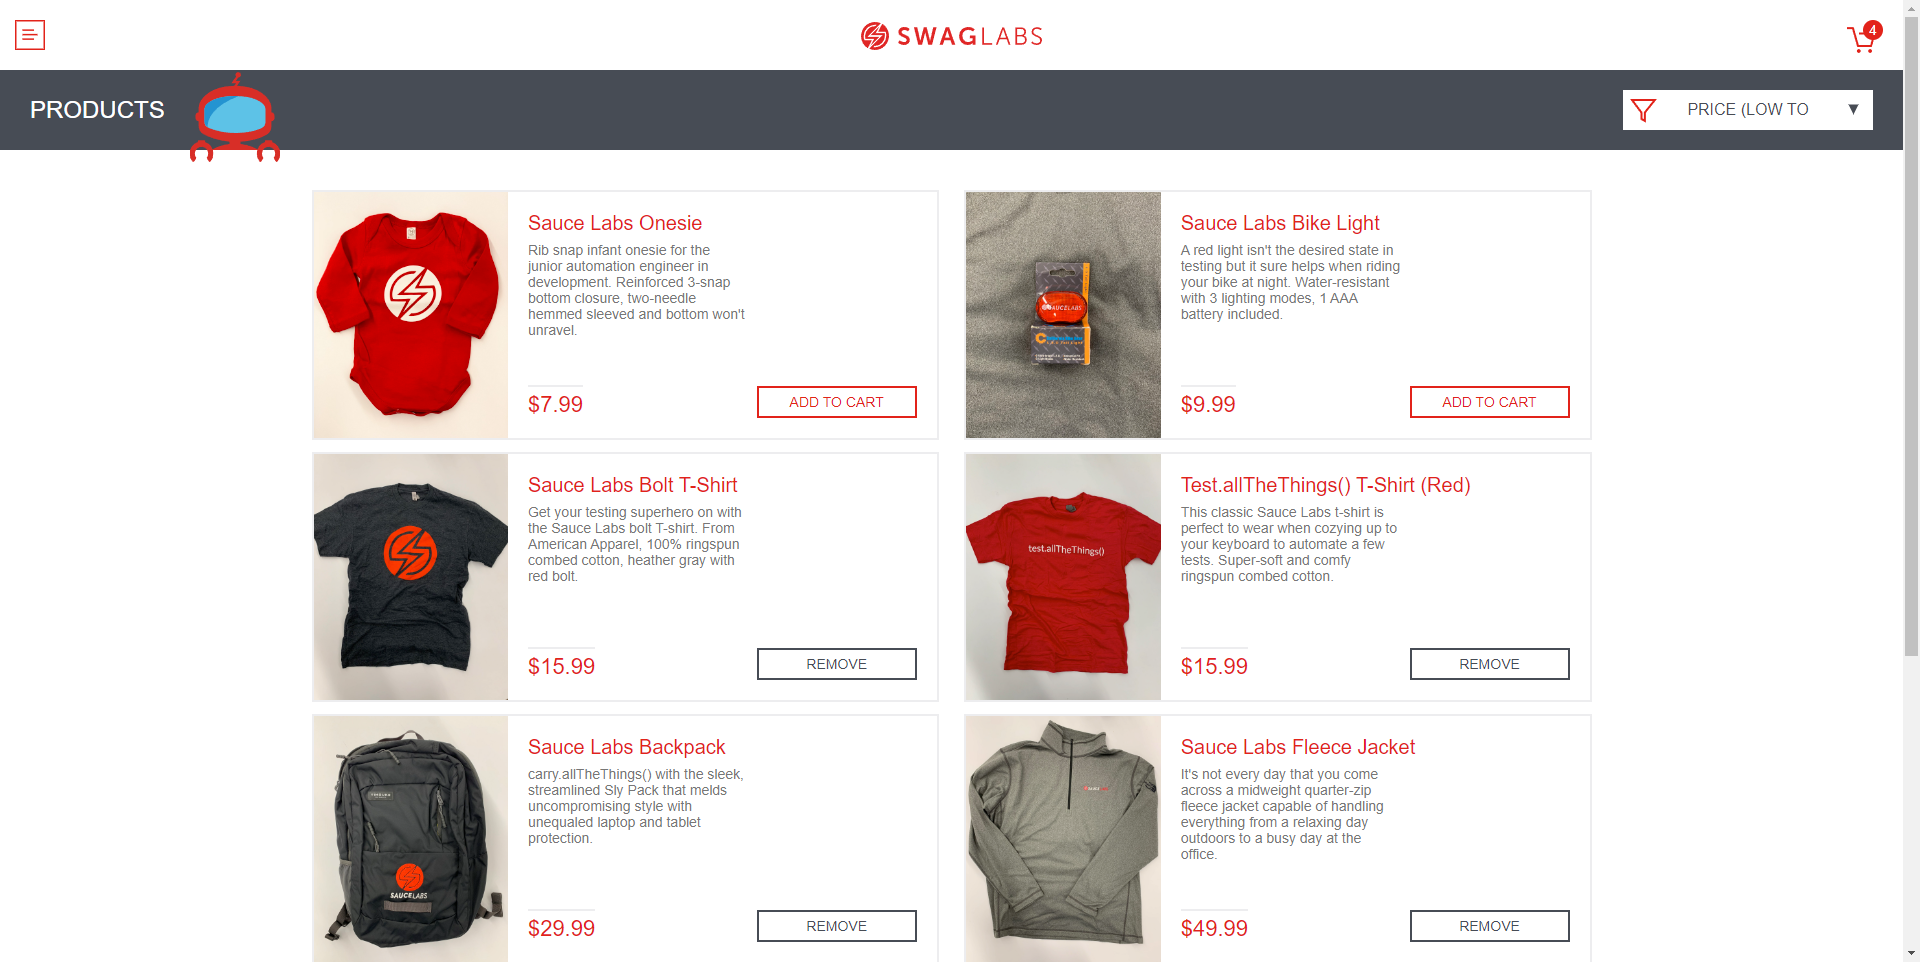 SWAGLABS
4
PRODUCTS
PRICE (LOW TO
Sauce Labs Onesie
Rib snap infant onesie for the
junior automation engineer in
development. Reinforced 3-snap
bottom closure, two-needle
hemmed sleeved and bottom won't
unravel.
$7.99
ADD TO CART
SAUCELABS
Sauce Labs Bike Light
A red light isn't the desired state in
testing but it sure helps when riding
your bike at night. Water-resistant
with 3 lighting modes, 1 AAA
battery included.
$9.99
ADD TO CART
Sauce Labs Bolt T-Shirt
Get your testing superhero on with
the Sauce Labs bolt T-shirt. From
American Apparel, 100% ringspun
combed cotton, heather gray with
red bolt.
$15.99
REMOVE
test.allTheThings()
Test.allTheThings() T-Shirt (Red)
This classic Sauce Labs t-shirt is
perfect to wear when cozying up to
your keyboard to automate a few
tests. Super-soft and comfy
ringspun combed cotton.
$15.99
REMOVE
SAUCELABS
Sauce Labs Backpack
carry.allTheThings() with the sleek,
streamlined Sly Pack that melds
uncompromising style with
unequaled laptop and tablet
protection.
$29.99
REMOVE
Sauce Labs Fleece Jacket
It's not every day that you come
across a midweight quarter-zip
fleece jacket capable of handling
everything from a relaxing day
outdoors to a busy day at the
office.
$49.99
REMOVE